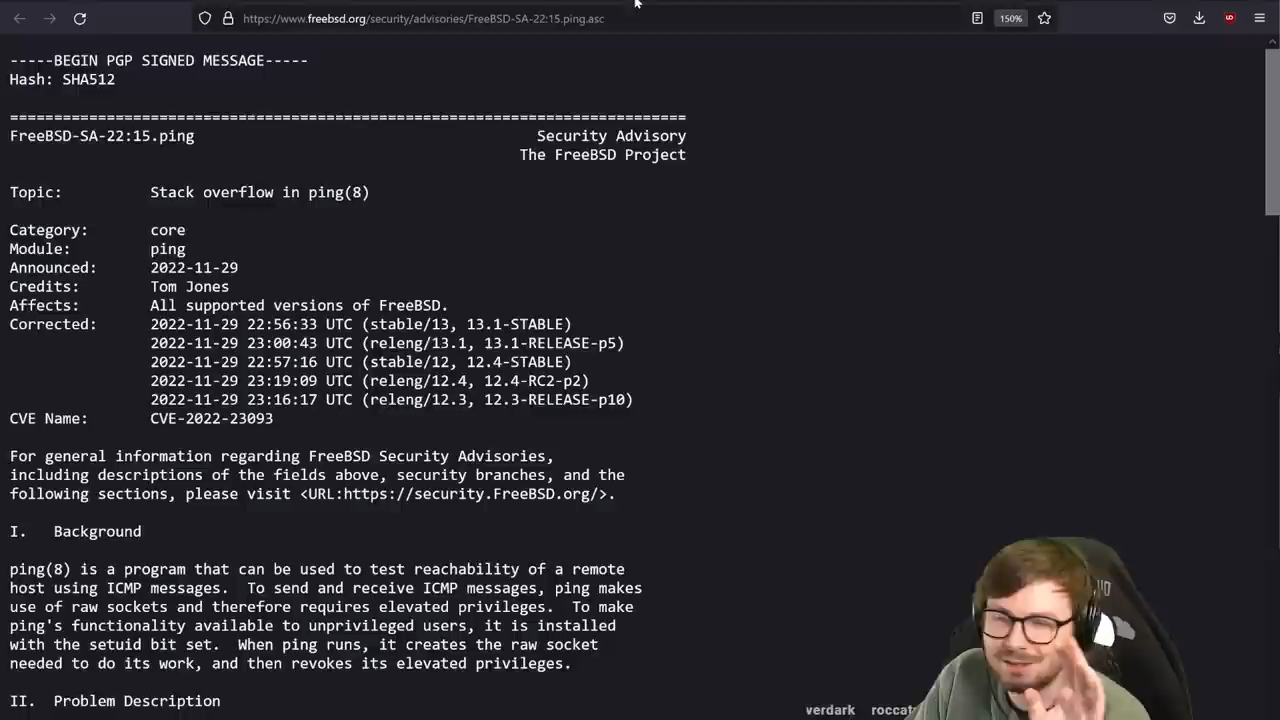 https://www.freebsd.org/security/advisories/FreeBSD-SA-22:15.ping.asc
150%
-----BEGIN PGP SIGNED MESSAGE-----
Hash: SHA512
=============================================================================
FreeBSD-SA-22:15.ping                                       Security Advisory
The FreeBSD Project
Topic:          Stack overflow in ping(8)
Category:       core
Module:         ping
Announced:      2022-11-29
Credits:        Tom Jones
Affects:        All supported versions of FreeBSD.
Corrected:      2022-11-29 22:56:33 UTC (stable/13, 13.1-STABLE)
2022-11-29 23:00:43 UTC (releng/13.1, 13.1-RELEASE-p5)
2022-11-29 22:57:16 UTC (stable/12, 12.4-STABLE)
2022-11-29 23:19:09 UTC (releng/12.4, 12.4-RC2-p2)
2022-11-29 23:16:17 UTC (releng/12.3, 12.3-RELEASE-p10)
CVE Name:       CVE-2022-23093
For general information regarding FreeBSD Security Advisories,
including descriptions of the fields above, security branches, and the
following sections, please visit <URL:https://security.FreeBSD.org/>.
I.   Background
ping(8) is a program that can be used to test reachability of a remote
host using ICMP messages.  To send and receive ICMP messages, ping makes
use of raw sockets and therefore requires elevated privileges.  To make
ping's functionality available to unprivileged users, it is installed
with the setuid bit set.  When ping runs, it creates the raw socket
needed to do its work, and then revokes its elevated privileges.
II.  Problem Description
verdark roccat